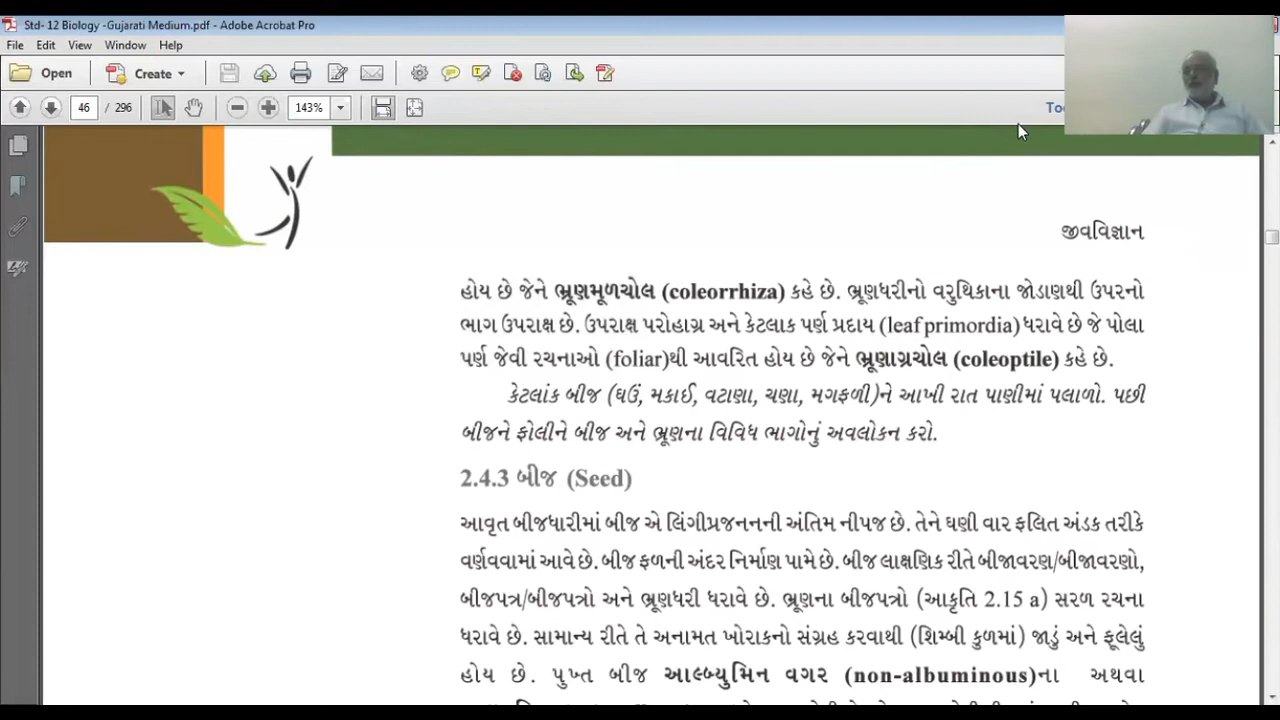 Std- 12 Biology -Gujarati Medium.pdf - Adobe Acrobat Pro
File Edit View Window Help
Open Create
46 / 296 143%
જીવવિજ્ઞાન
હોય છે જેને ભ્રૂણમૂળચોલ (coleorrhiza) કહે છે. ભ્રૂણધરીનો વરુથિકાના જોડાણથી ઉપરનો
ભાગ ઉપરાક્ષ છે. ઉપરાક્ષ પરોહાગ્ર અને કેટલાક પર્ણ પ્રદાય (leaf primordia) ધરાવે છે જે પોલા
પર્ણ જેવી રચનાઓ (foliar)થી આવરિત હોય છે જેને ભ્રૂણાગ્રચોલ (coleoptile) કહે છે.
કેટલાંક બીજ (ઘઉં, મકાઈ, વટાણા, ચણા, મગફળી)ને આખી રાત પાણીમાં પલાળો. પછી
બીજને ફોલીને બીજ અને ભ્રૂણના વિવિધ ભાગોનું અવલોકન કરો.
2.4.3 બીજ (Seed)
આવૃત બીજધારીમાં બીજ એ લિંગીપ્રજનનની અંતિમ નીપજ છે. તેને ઘણી વાર ફલિત અંડક તરીકે
વર્ણવવામાં આવે છે. બીજ ફળની અંદર નિર્માણ પામે છે. બીજ લાક્ષણિક રીતે બીજાવરણ/બીજાવરણો,
બીજપત્ર/બીજપત્રો અને ભ્રૂણધરી ધરાવે છે. ભ્રૂણના બીજપત્રો (આકૃતિ 2.15 a) સરળ રચના
ધરાવે છે. સામાન્ય રીતે તે અનામત ખોરાકનો સંગ્રહ કરવાથી (શિમ્બી કુળમાં) જાડું અને ફૂલેલું
હોય છે. પુખ્ત બીજ આલ્બ્યુમિન વગર (non-albuminous)ના અથવા